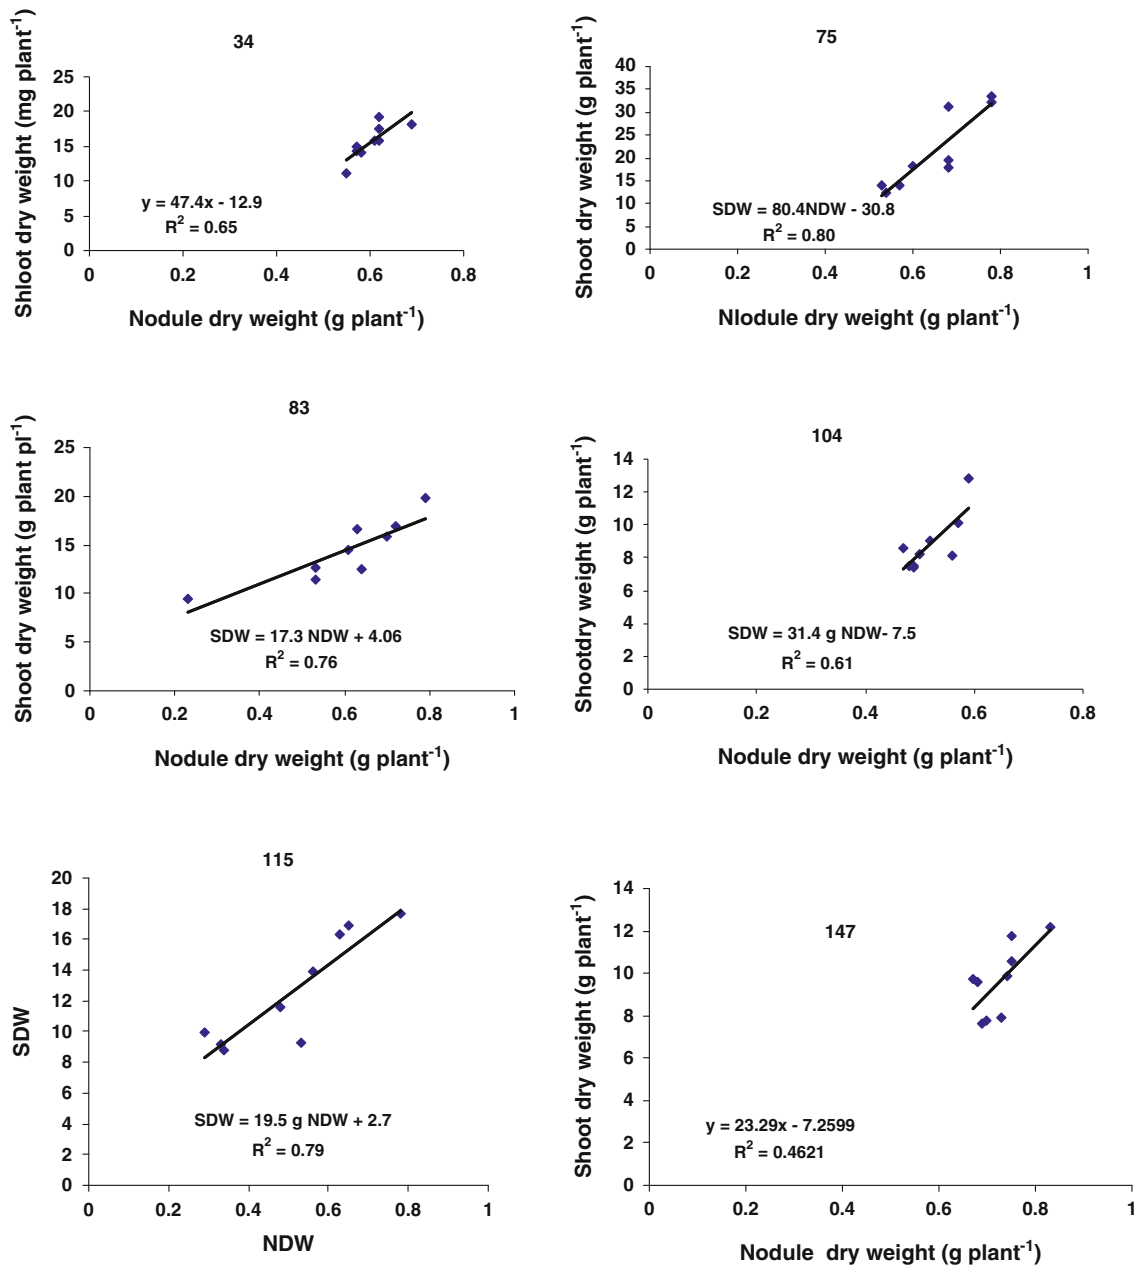 34
Shloot dry weight (mg plant⁻¹)
25
20
15
10
5
0
y = 47.4x - 12.9
R² = 0.65
0 0.2 0.4 0.6 0.8
Nodule dry weight (g plant⁻¹)
75
Shoot dry weight (g plant⁻¹)
40
35
30
25
20
15
10
5
0
SDW = 80.4NDW - 30.8
R² = 0.80
0 0.2 0.4 0.6 0.8 1
Nlodule dry weight (g plant⁻¹)
83
Shoot dry weight (g plant pl⁻¹)
25
20
15
10
5
0
SDW = 17.3 NDW + 4.06
R² = 0.76
0 0.2 0.4 0.6 0.8 1
Nodule dry weight (g plant⁻¹)
104
Shootdry weight (g plant⁻¹)
14
12
10
8
6
4
2
0
SDW = 31.4 g NDW- 7.5
R² = 0.61
0 0.2 0.4 0.6 0.8
Nodule dry weight (g plant⁻¹)
115
SDW
20
18
16
14
12
10
8
6
4
2
0
SDW = 19.5 g NDW + 2.7
R² = 0.79
0 0.2 0.4 0.6 0.8 1
NDW
147
Shoot dry weight (g plant⁻¹)
14
12
10
8
6
4
2
0
y = 23.29x - 7.2599
R² = 0.4621
0 0.2 0.4 0.6 0.8 1
Nodule dry weight (g plant⁻¹)